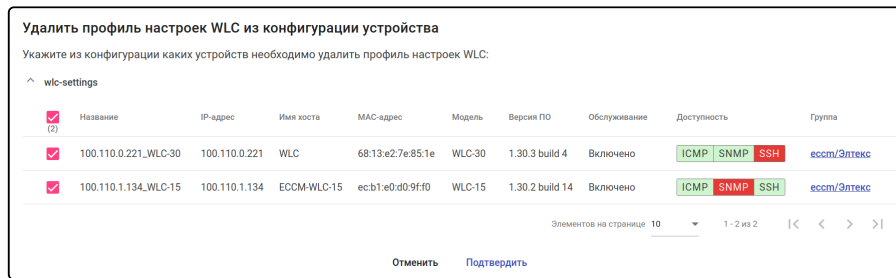 Удалить профиль настроек WLC из конфигурации устройства
Укажите из конфигурации каких устройств необходимо удалить профиль настроек WLC:
wlc-settings
(2) Название IP-адрес Имя хоста MAC-адрес Модель Версия ПО Обслуживание Доступность Группа
100.110.0.221_WLC-30 100.110.0.221 WLC 68:13:e2:7e:85:1e WLC-30 1.30.3 build 4 Включено ICMP SNMP SSH eccm/Элтекс
100.110.1.134_WLC-15 100.110.1.134 ECCM-WLC-15 ec:b1:e0:d0:9f:f0 WLC-15 1.30.2 build 14 Включено ICMP SNMP SSH eccm/Элтекс
Элементов на странице 10 1 - 2 из 2
Отменить Подтвердить